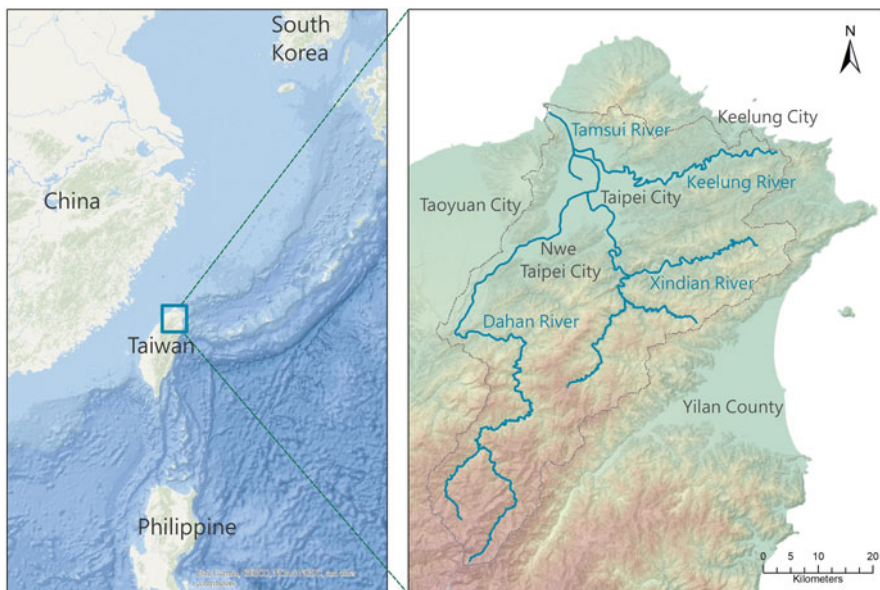 South
Korea
China
Taiwan
Philippine
N
Keelung City
Tamsui River
Keelung River
Taoyuan City
Taipei City
Nwe
Taipei City
Xindian River
Dahan River
Yilan County
0 5 10 20
Kilometers